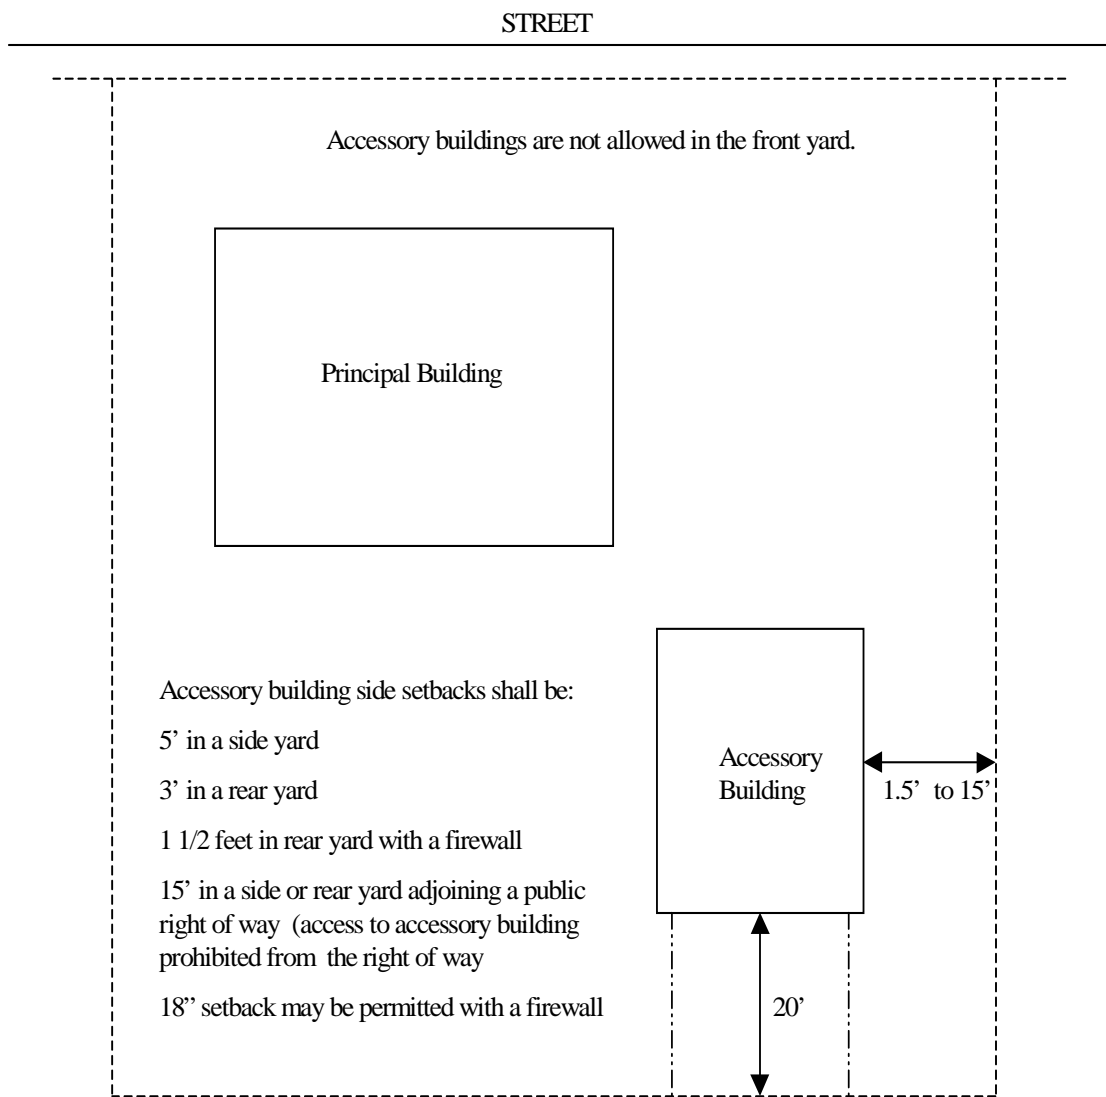 STREET
Accessory buildings are not allowed in the front yard.
Principal Building
Accessory building side setbacks shall be:
5’ in a side yard
3’ in a rear yard
1 1/2 feet in rear yard with a firewall
15’ in a side or rear yard adjoining a public
right of way (access to accessory building
prohibited from the right of way
18” setback may be permitted with a firewall
Accessory
Building
1.5’ to 15’
20’